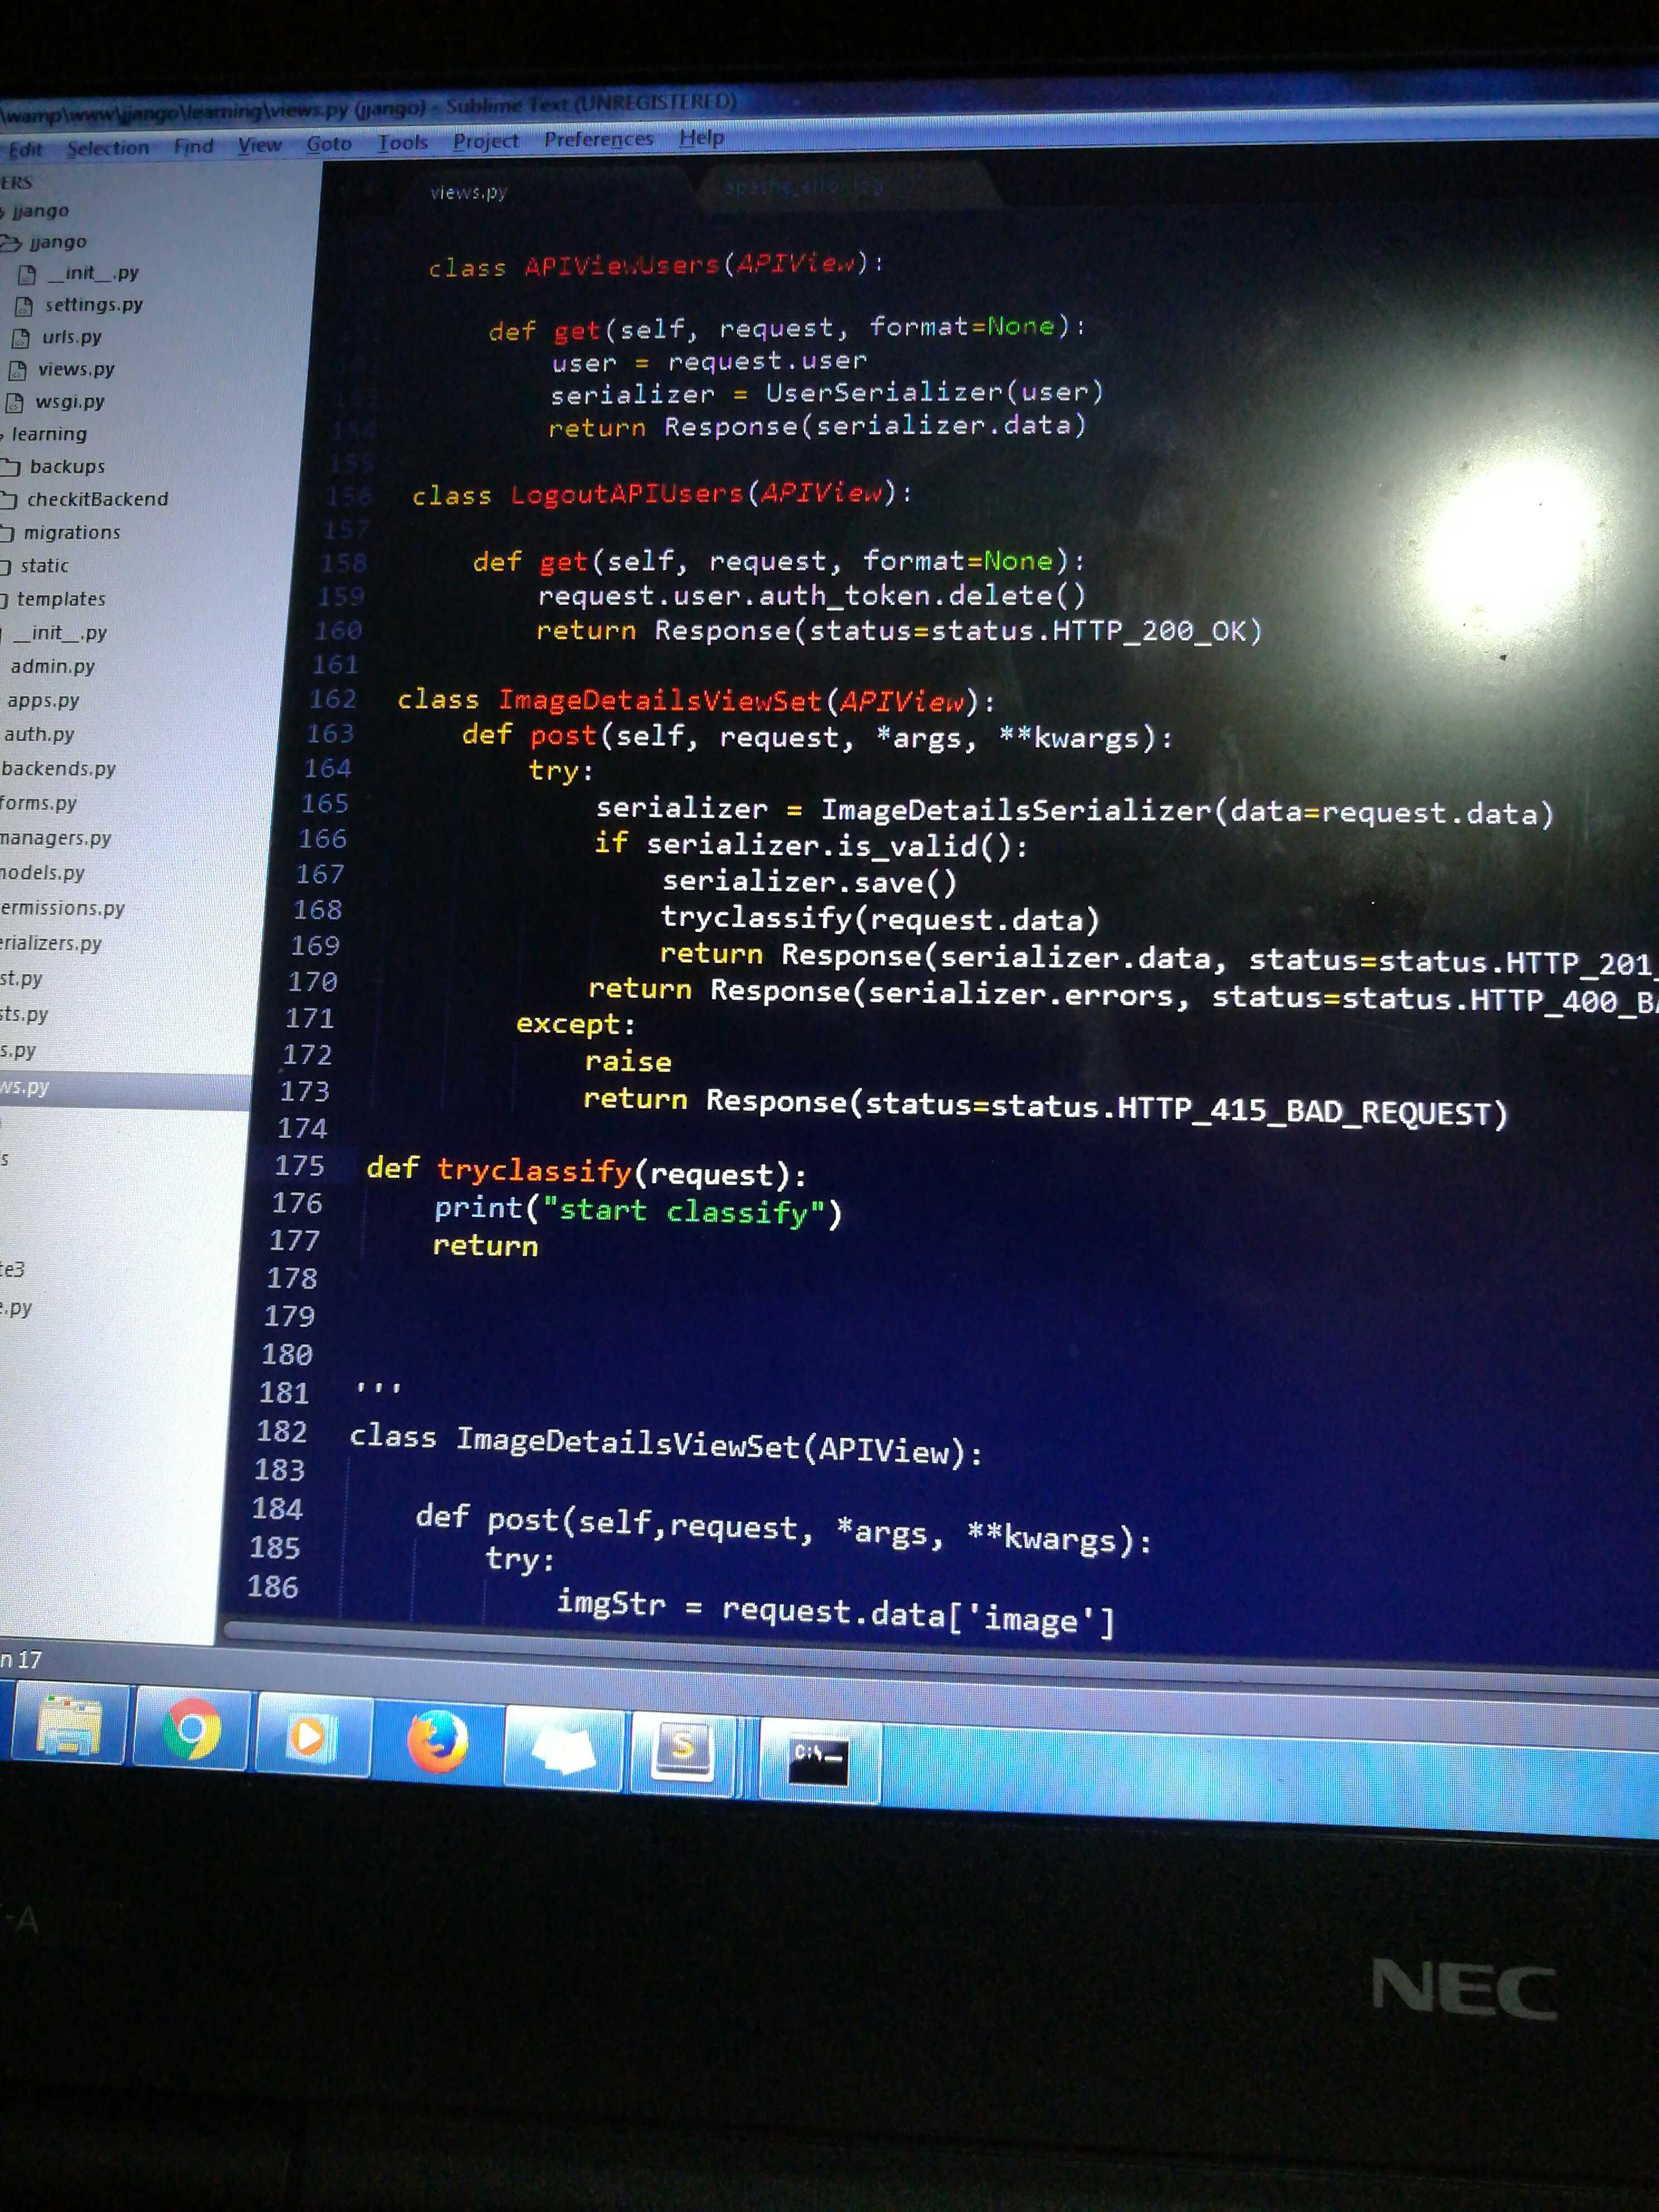 \wamp\www\jjango\learning\views.py (jjango) - Sublime Text (UNREGISTERED)
Edit Selection Find View Goto Tools Project Preferences Help
ERS
jjango
jjango
__init__.py
settings.py
urls.py
views.py
wsgi.py
learning
backups
checkitBackend
migrations
static
templates
__init__.py
admin.py
apps.py
auth.py
backends.py
forms.py
managers.py
models.py
ermissions.py
erializers.py
st.py
sts.py
s.py
ws.py
s
te3
e.py
views.py apache_error.log
class APIViewUsers(APIView):
def get(self, request, format=None):
user = request.user
serializer = UserSerializer(user)
154 return Response(serializer.data)
155
156 class LogoutAPIUsers(APIView):
157
158 def get(self, request, format=None):
159 request.user.auth_token.delete()
160 return Response(status=status.HTTP_200_OK)
161
162 class ImageDetailsViewSet(APIView):
163 def post(self, request, *args, **kwargs):
164 try:
165 serializer = ImageDetailsSerializer(data=request.data)
166 if serializer.is_valid():
167 serializer.save()
168 tryclassify(request.data)
169 return Response(serializer.data, status=status.HTTP_201_
170 return Response(serializer.errors, status=status.HTTP_400_BA
171 except:
172 raise
173 return Response(status=status.HTTP_415_BAD_REQUEST)
174
175 def tryclassify(request):
176 print("start classify")
177 return
178
179
180
181 '''
182 class ImageDetailsViewSet(APIView):
183
184 def post(self,request, *args, **kwargs):
185 try:
186 imgStr = request.data['image']
n 17
S
C:\_
-A
NEC